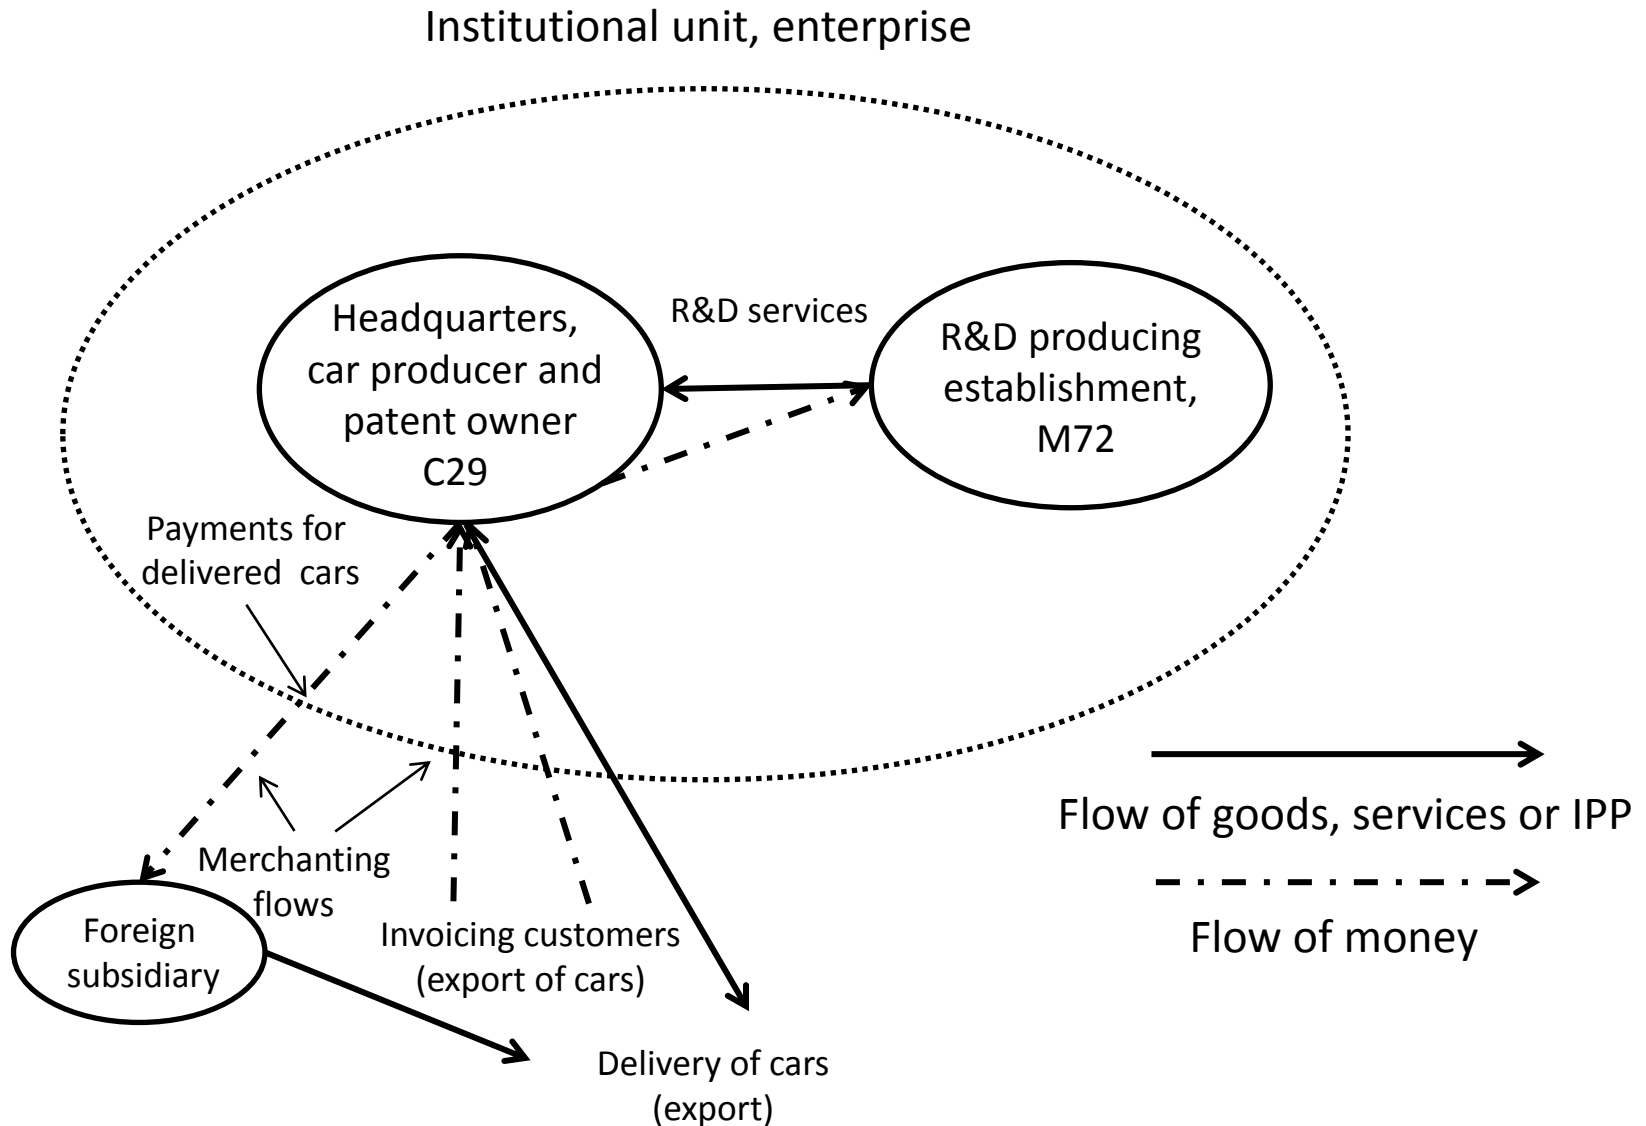 Institutional unit, enterprise
Headquarters,
car producer and
patent owner
C29
R&D services
R&D producing
establishment,
M72
Payments for
delivered cars
Merchanting
flows
Foreign
subsidiary
Invoicing customers
(export of cars)
Delivery of cars
(export)
Flow of goods, services or IPP
Flow of money